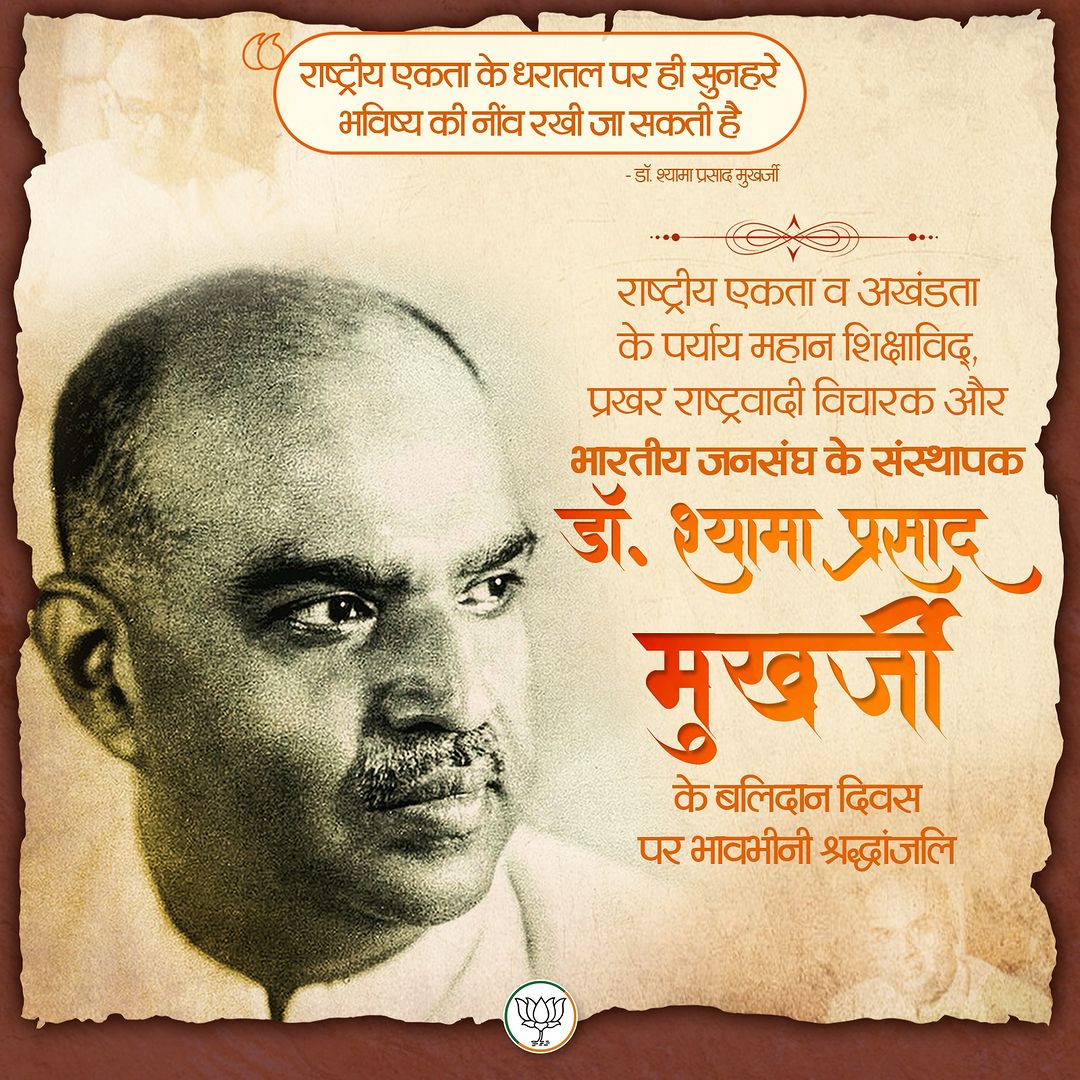 राष्ट्रीय एकता के धरातल पर ही सुनहरे
भविष्य की नींव रखी जा सकती है
- डॉ. श्यामा प्रसाद मुखर्जी
राष्ट्रीय एकता व अखंडता
के पर्याय महान शिक्षाविद्,
प्रखर राष्ट्रवादी विचारक और
भारतीय जनसंघ के संस्थापक
डॉ. श्यामा प्रसाद
मुखर्जी
के बलिदान दिवस
पर भावभीनी श्रद्धांजलि